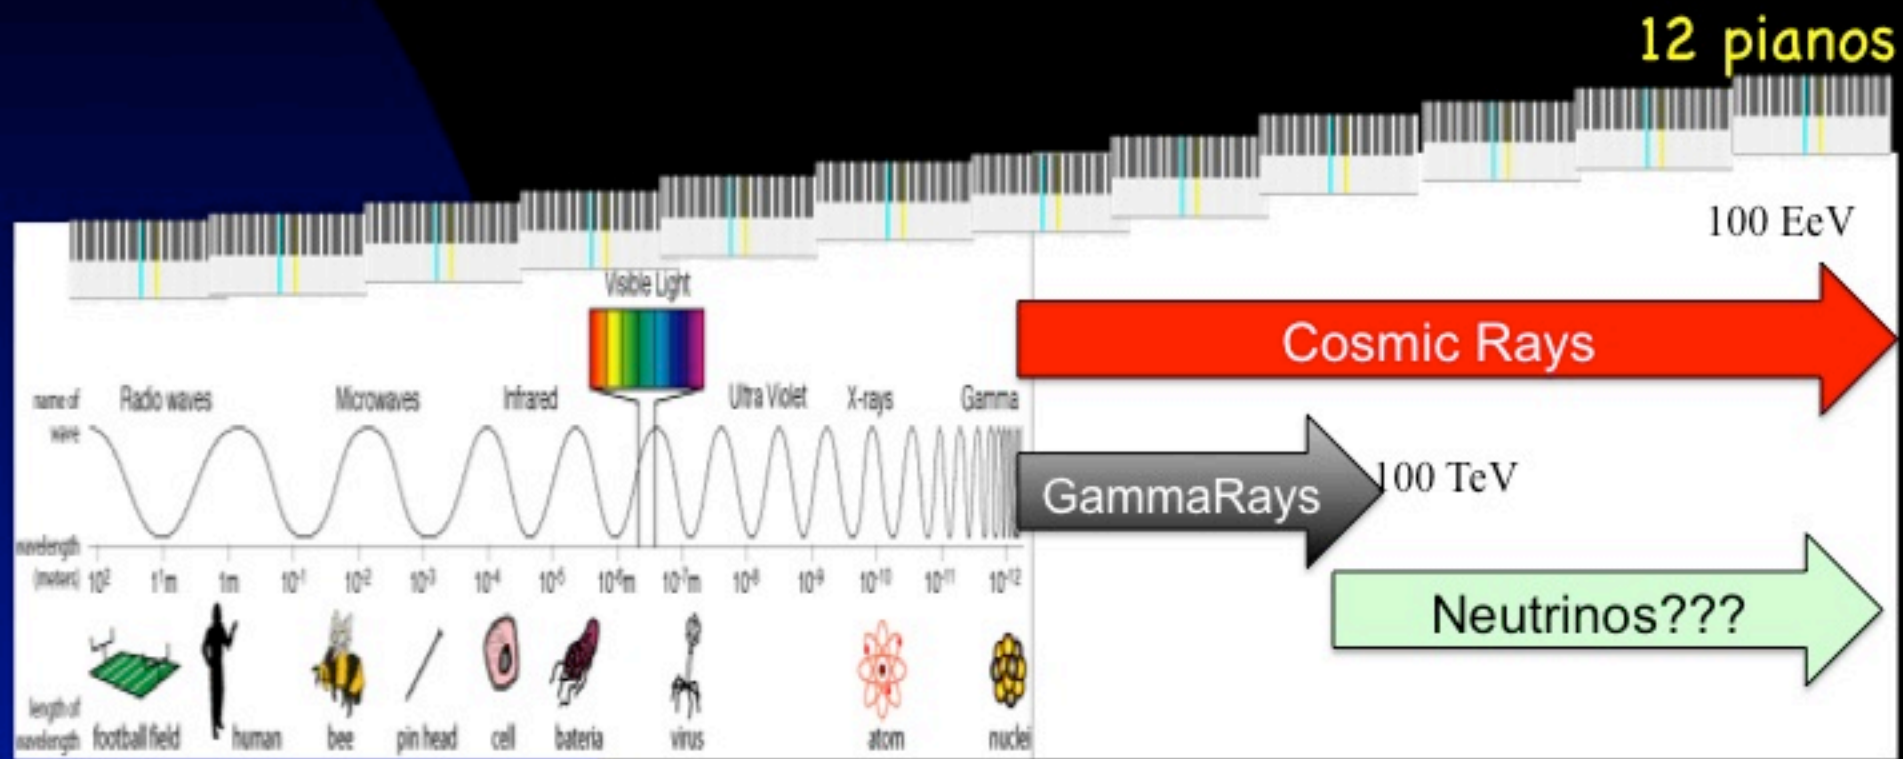 12 pianos
100 EeV
Visible Light
Cosmic Rays
name of wave
Radio waves
Microwaves
Infrared
Ultra Violet
X-rays
Gamma
GammaRays
100 TeV
wavelength (meters)
10² 1¹m 1m 10⁻¹ 10⁻² 10⁻³ 10⁻⁴ 10⁻⁵ 10⁻⁶m 10⁻⁷m 10⁻⁸ 10⁻⁹ 10⁻¹⁰ 10⁻¹¹ 10⁻¹²
Neutrinos???
length of wavelength
football field
human
bee
pin head
cell
bateria
virus
atom
nuclei